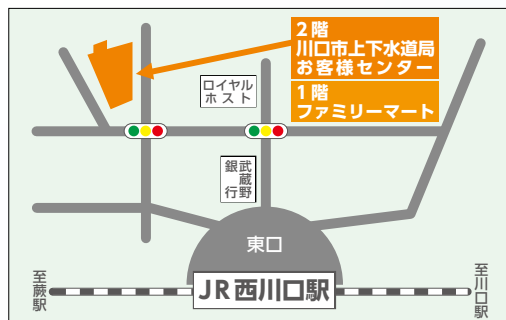 2階
川口市上下水道局
お客様センター
1階
ファミリーマート
ロイヤル
ホスト
武蔵野
銀行
東口
JR西川口駅
至蕨駅
至川口駅